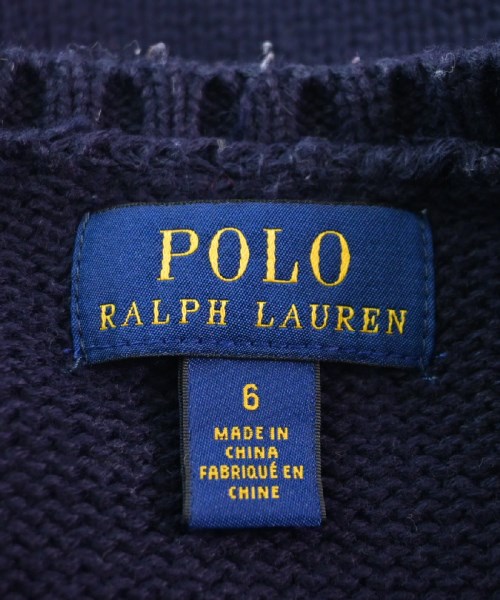 POLO
RALPH LAUREN
6
MADE IN
CHINA
FABRIQUÉ EN
CHINE